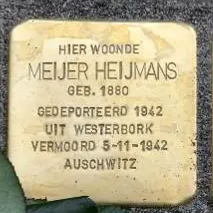 HIER WOONDE
MEIJER HEIJMANS
GEB. 1880
GEDEPORTEERD 1942
UIT WESTERBORK
VERMOORD 5-11-1942
AUSCHWITZ